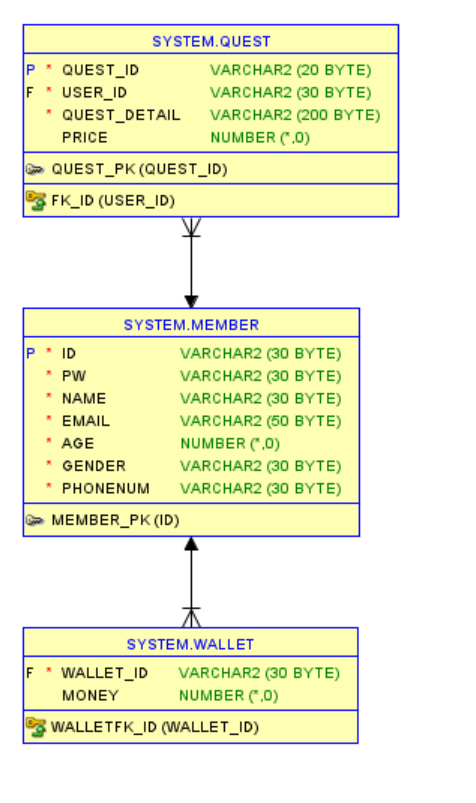 SYSTEM.QUEST
P * QUEST_ID VARCHAR2 (20 BYTE)
F * USER_ID VARCHAR2 (30 BYTE)
* QUEST_DETAIL VARCHAR2 (200 BYTE)
PRICE NUMBER (*,0)
QUEST_PK (QUEST_ID)
FK_ID (USER_ID)
SYSTEM.MEMBER
P * ID VARCHAR2 (30 BYTE)
* PW VARCHAR2 (30 BYTE)
* NAME VARCHAR2 (30 BYTE)
* EMAIL VARCHAR2 (50 BYTE)
* AGE NUMBER (*,0)
* GENDER VARCHAR2 (30 BYTE)
* PHONENUM VARCHAR2 (30 BYTE)
MEMBER_PK (ID)
SYSTEM.WALLET
F * WALLET_ID VARCHAR2 (30 BYTE)
MONEY NUMBER (*,0)
WALLETFK_ID (WALLET_ID)